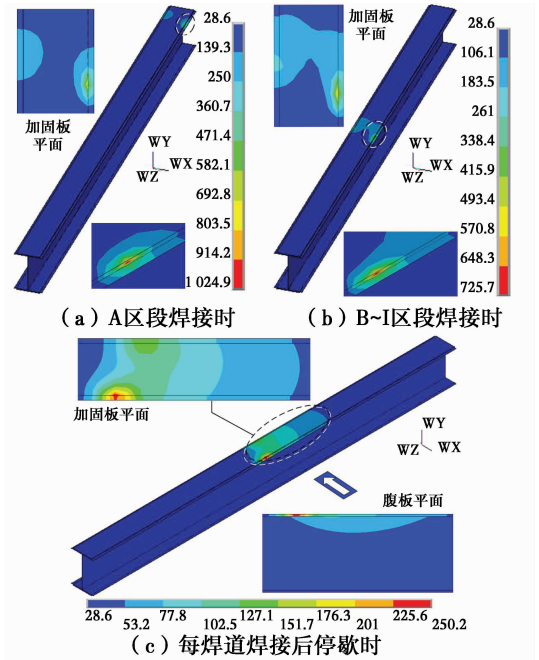 加固板
平面
WY
WX
WZ
28.6
139.3
250
360.7
471.4
582.1
692.8
803.5
914.2
1 024.9
(a) A区段焊接时
加固板
平面
WY
WX
WZ
28.6
106.1
183.5
261
338.4
415.9
493.4
570.8
648.3
725.7
(b) B~I区段焊接时
加固板平面
WY
WZ
WX
腹板平面
28.6
53.2
77.8
102.5
127.1
151.7
176.3
201
225.6
250.2
(c) 每焊道焊接后停歇时